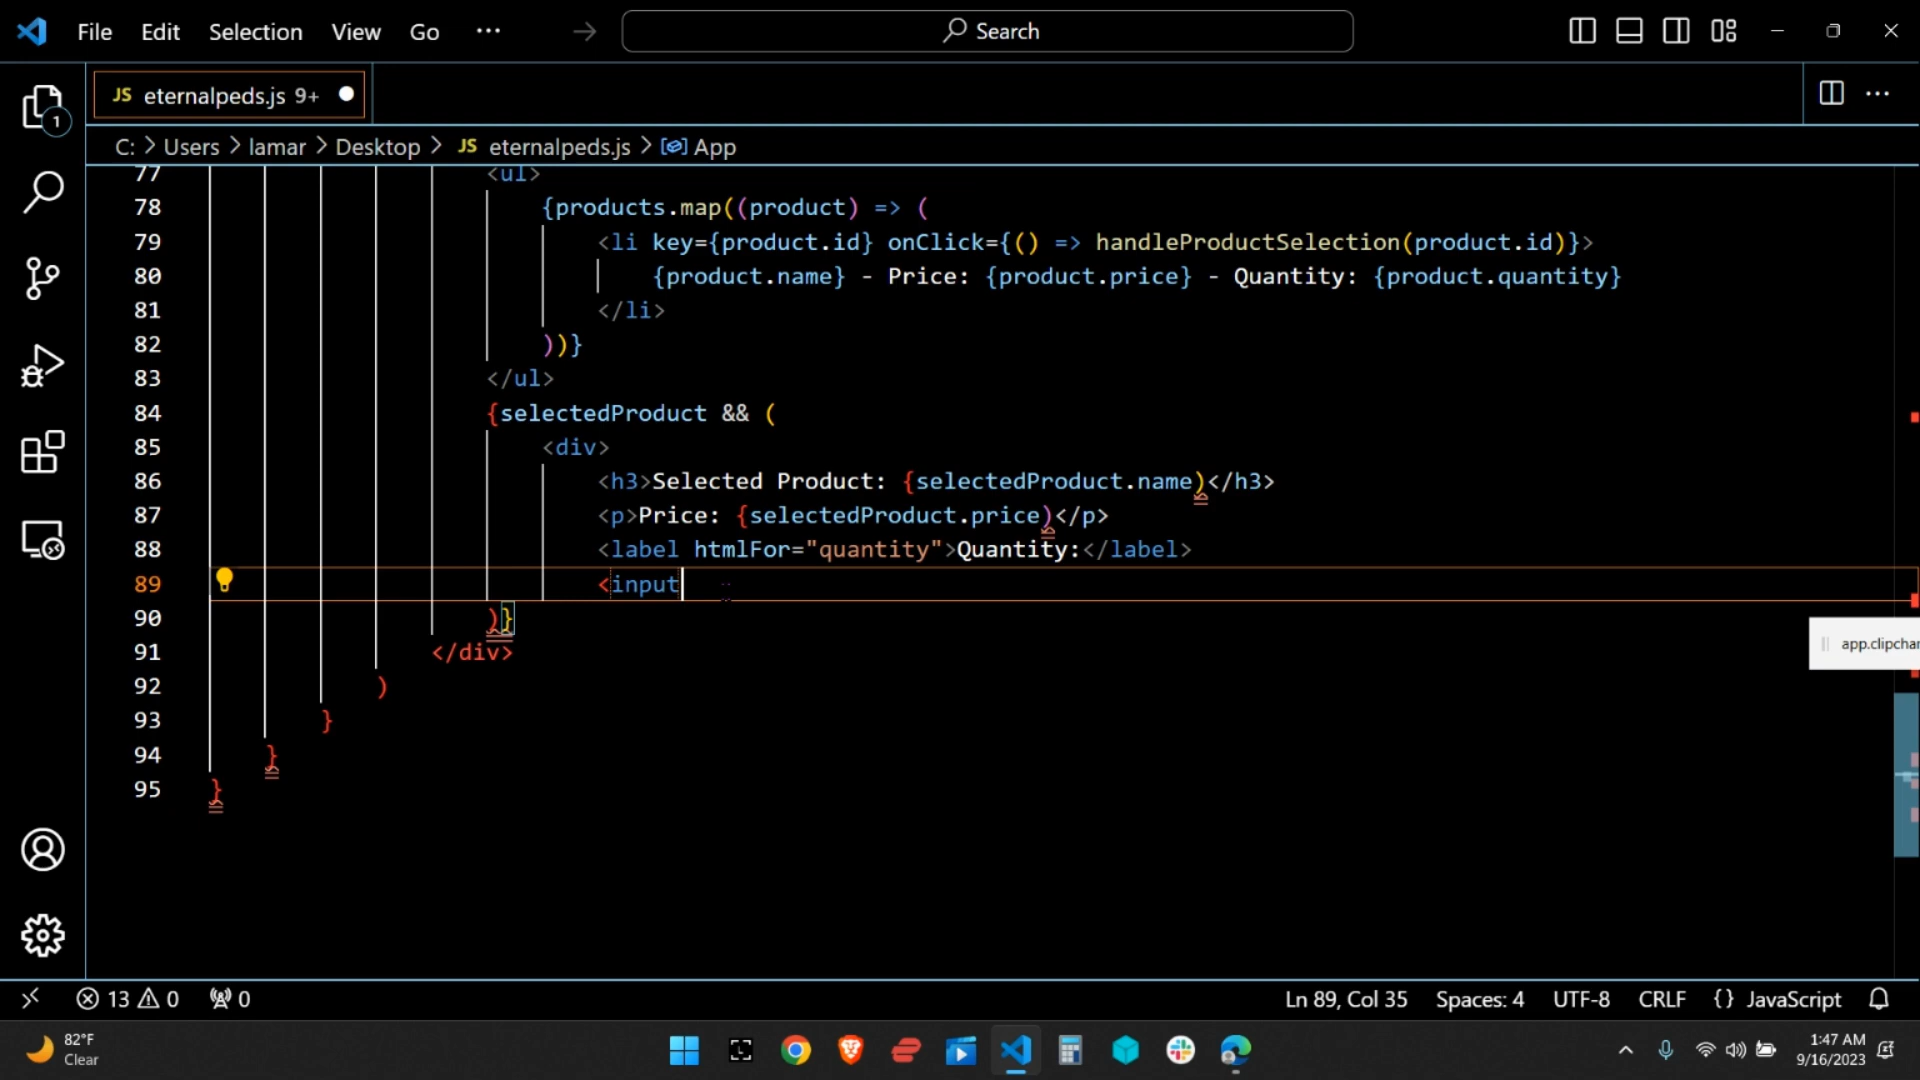 File Edit Selection View Go ··· Search
JS eternalpeds.js 9+
C: > Users > lamar > Desktop > JS eternalpeds.js > App
77 <ul>
78 {products.map((product) => (
79 <li key={product.id} onClick={() => handleProductSelection(product.id)}>
80 {product.name} - Price: {product.price} - Quantity: {product.quantity}
81 </li>
82 ))}
83 </ul>
84 {selectedProduct && (
85 <div>
86 <h3>Selected Product: {selectedProduct.name)</h3>
87 <p>Price: {selectedProduct.price)</p>
88 <label htmlFor="quantity">Quantity:</label>
89 <input
90 )}
91 </div>
92 )
93 }
94 }
95 }
1
app.clipchar
13 0 0 Ln 89, Col 35 Spaces: 4 UTF-8 CRLF {} JavaScript
82°F
Clear
1:47 AM
9/16/2023